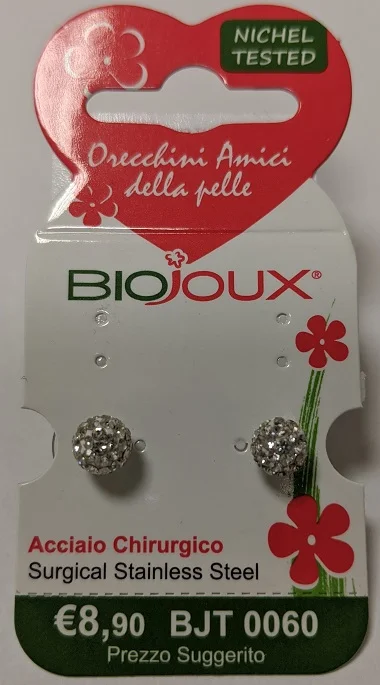 NICHEL
TESTED
Orecchini Amici
della pelle
BIOJOUX®
Acciaio Chirurgico
Surgical Stainless Steel
€8,90 BJT 0060
Prezzo Suggerito